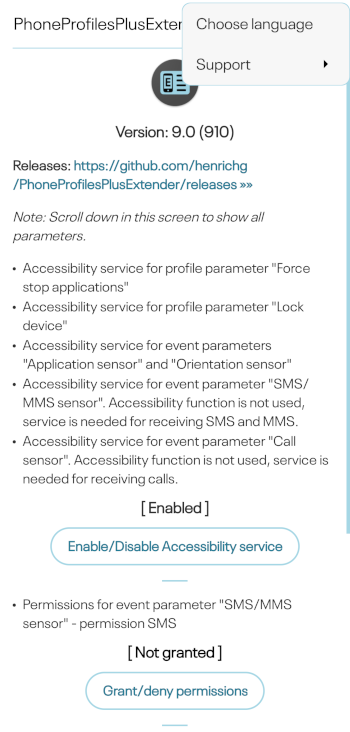 PhoneProfilesPlusExten
Choose language
Support
Version: 9.0 (910)
Releases: https://github.com/henrichg
/PhoneProfilesPlusExtender/releases »»
Note: Scroll down in this screen to show all
parameters.
• Accessibility service for profile parameter "Force
stop applications"
• Accessibility service for profile parameter "Lock
device"
• Accessibility service for event parameters
"Application sensor" and "Orientation sensor"
• Accessibility service for event parameter "SMS/
MMS sensor". Accessibility function is not used,
service is needed for receiving SMS and MMS.
• Accessibility service for event parameter "Call
sensor". Accessibility function is not used, service is
needed for receiving calls.
[ Enabled ]
Enable/Disable Accessibility service
• Permissions for event parameter "SMS/MMS
sensor" - permission SMS
[ Not granted ]
Grant/deny permissions